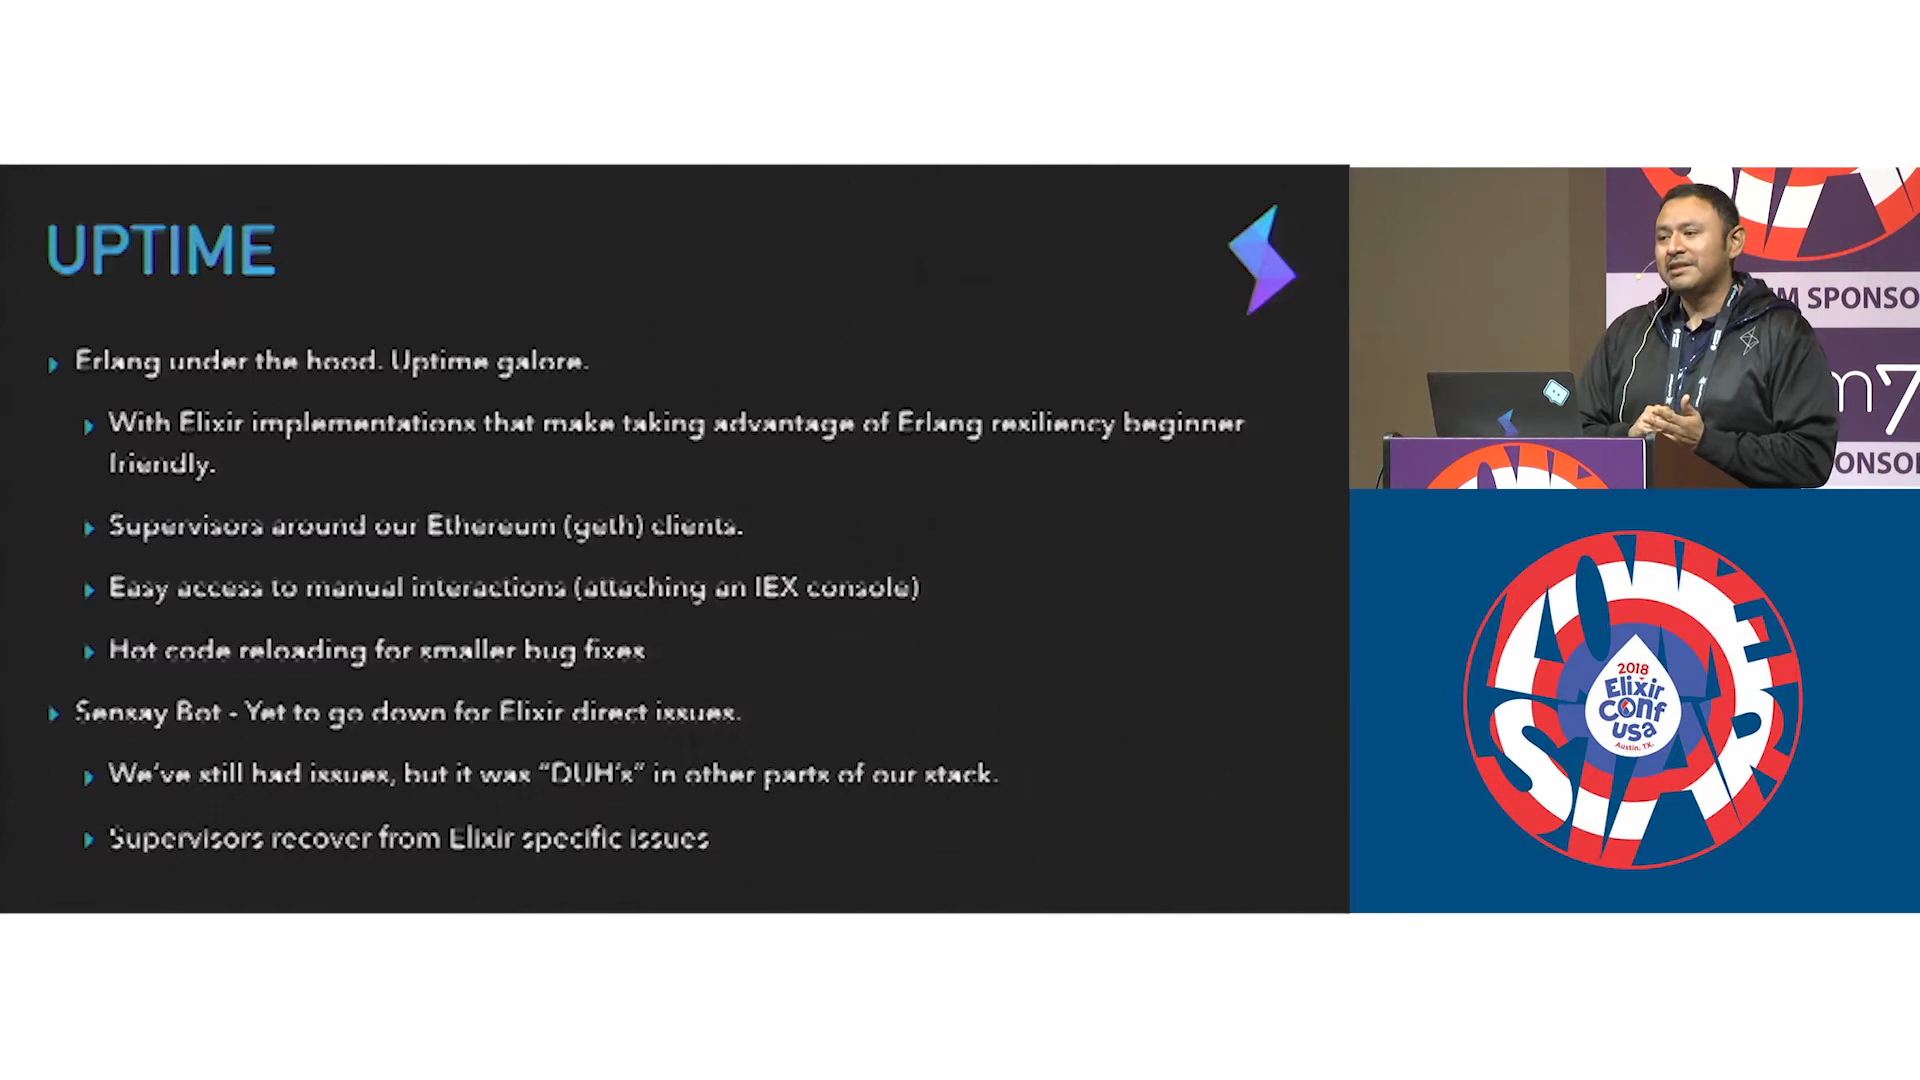 UPTIME
Erlang under the hood. Uptime galore.
With Elixir implementations that make taking advantage of Erlang resiliency beginner
friendly.
Supervisors around our Ethereum (geth) clients.
Easy access to manual interactions (attaching an IEX console)
Hot code reloading for smaller bug fixes
Sensay Bot - Yet to go down for Elixir direct issues.
We've still had issues, but it was "DUH's" in other parts of our stack.
Supervisors recover from Elixir specific issues
M SPONSO
m7
ONSO
LONE
STAR
2018
Elixir
Conf
USA
Austin, TX.